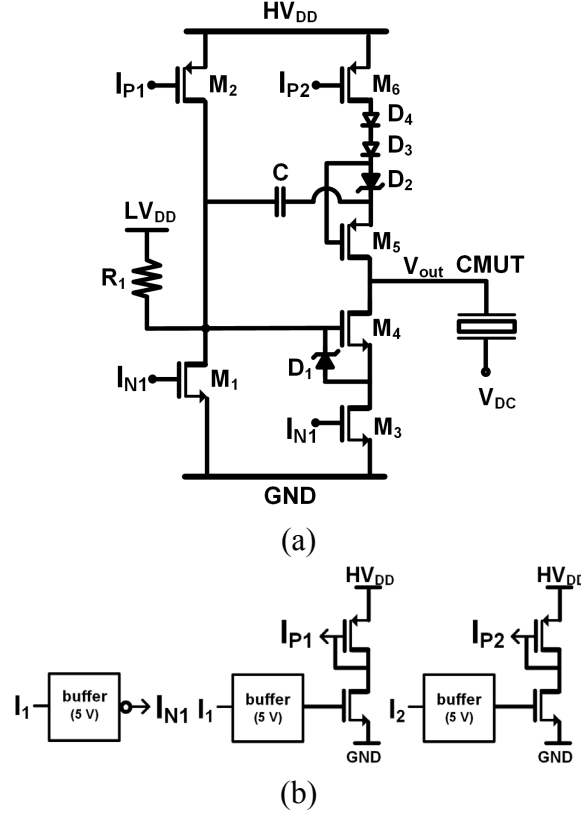 HVDD
IP1
M2
IP2
M6
D4
D3
C
D2
LVDD
M5
R1
Vout
CMUT
M4
D1
IN1
M1
IN1
M3
VDC
GND
(a)
HVDD
HVDD
IP1
IP2
I1
buffer
(5 V)
IN1
I1
buffer
(5 V)
I2
buffer
(5 V)
GND
GND
(b)